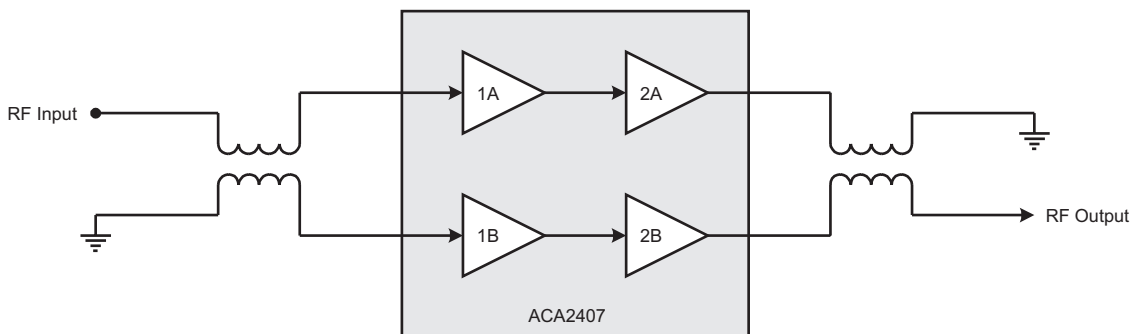 RF Input
1A
2A
1B
2B
RF Output
ACA2407